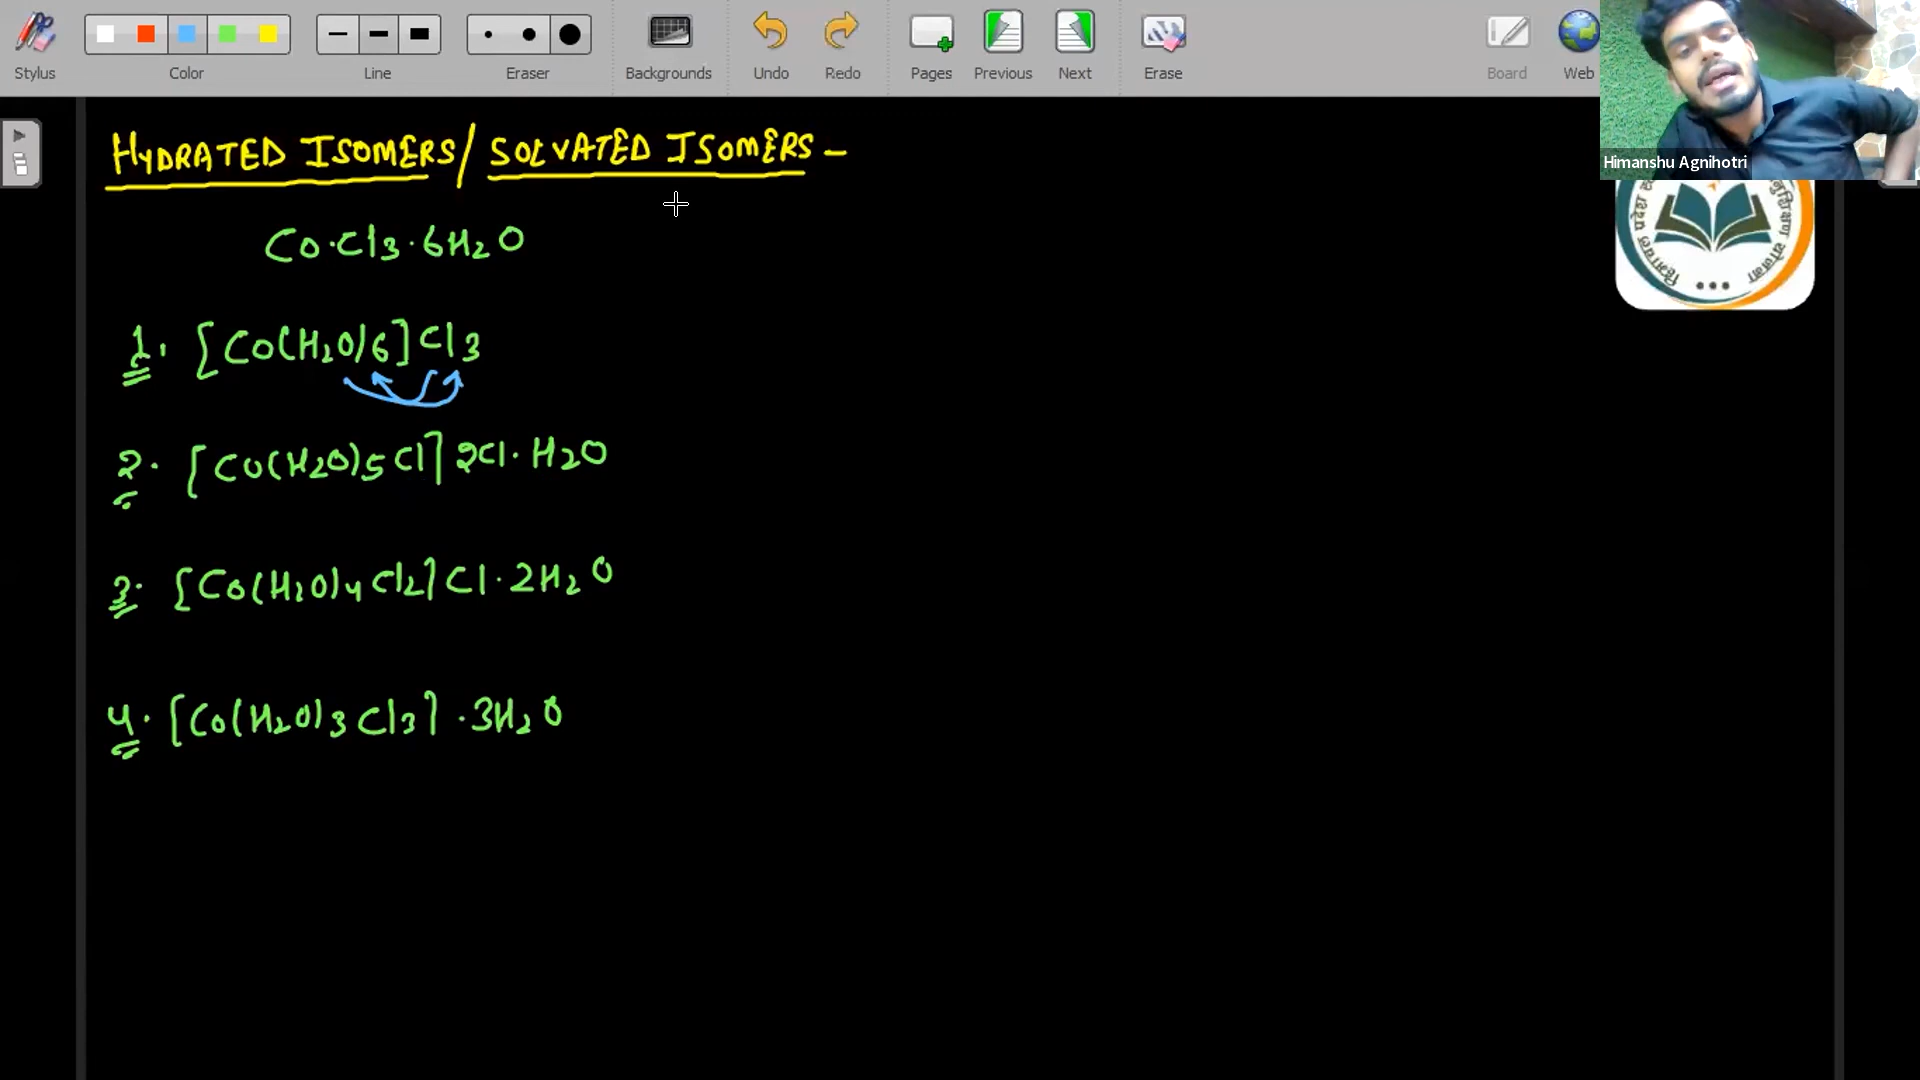 Stylus
Color
Line
Eraser
Backgrounds
Undo
Redo
Pages
Previous
Next
Erase
Board
Web
Himanshu Agnihotri
HYDRATED ISOMERS/ SOLVATED ISOMERS -
Co·Cl3·6H2O
1. [Co(H2O)6]Cl3
2. [Co(H2O)5Cl]2Cl·H2O
3. [Co(H2O)4Cl2]Cl·2H2O
4. [Co(H2O)3Cl3]·3H2O